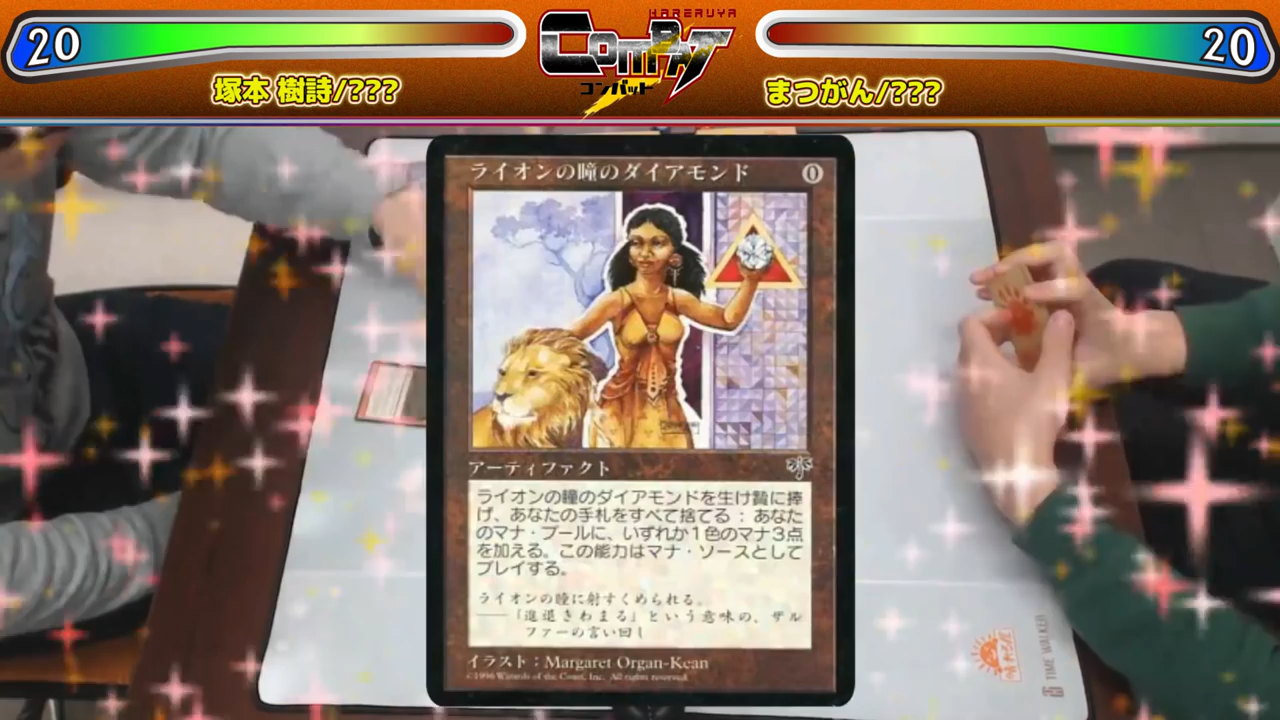 20
HARERUYA
COMBAT
コンバット
20
塚本 樹詩/???
まつがん/???
ライオンの瞳のダイアモンド
0
アーティファクト
ライオンの瞳のダイアモンドを生け贄に捧
げ、あなたの手札をすべて捨てる：あなた
のマナ・プールに、いずれか1色のマナ3点
を加える。この能力はマナ・ソースとして
プレイする。
ライオンの瞳に射すくめられる。
――「進退きわまる」という意味の、ザル
ファーの言い回し
イラスト：Margaret Organ-Kean
©1996 Wizards of the Coast, Inc. All rights reserved.
晴れる屋
TIME WALKER